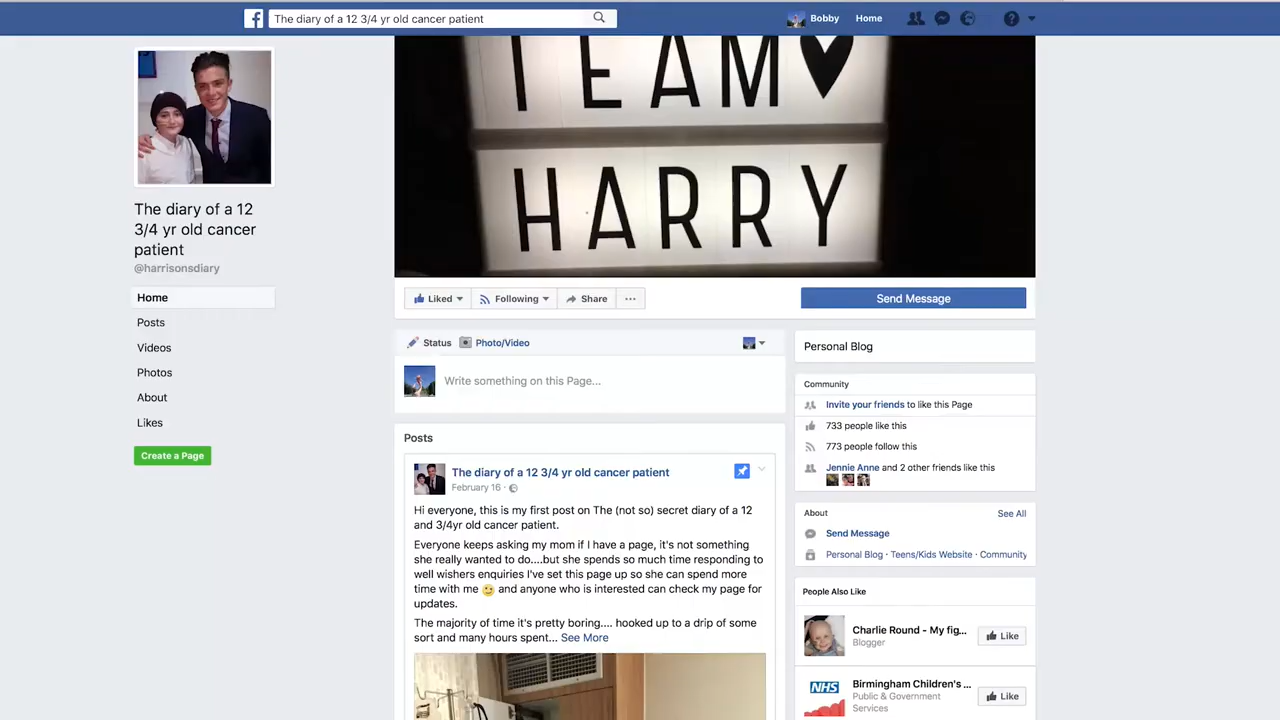 The diary of a 12 3/4 yr old cancer patient
Bobby Home
TEAM
HARRY
The diary of a 12
3/4 yr old cancer
patient
@harrisonsdiary
Home
Posts
Videos
Photos
About
Likes
Create a Page
Liked Following Share ...
Send Message
Status Photo/Video
Write something on this Page...
Posts
The diary of a 12 3/4 yr old cancer patient
February 16 ·
Hi everyone, this is my first post on The (not so) secret diary of a 12
and 3/4yr old cancer patient.
Everyone keeps asking my mom if I have a page, it's not something
she really wanted to do....but she spends so much time responding to
well wishers enquiries I've set this page up so she can spend more
time with me 😉 and anyone who is interested can check my page for
updates.
The majority of time it's pretty boring.... hooked up to a drip of some
sort and many hours spent... See More
Personal Blog
Community
Invite your friends to like this Page
733 people like this
773 people follow this
Jennie Anne and 2 other friends like this
About See All
Send Message
Personal Blog · Teens/Kids Website · Community
People Also Like
Charlie Round - My fig...
Blogger
Like
NHS
Birmingham Children's ...
Public & Government
Services
Like